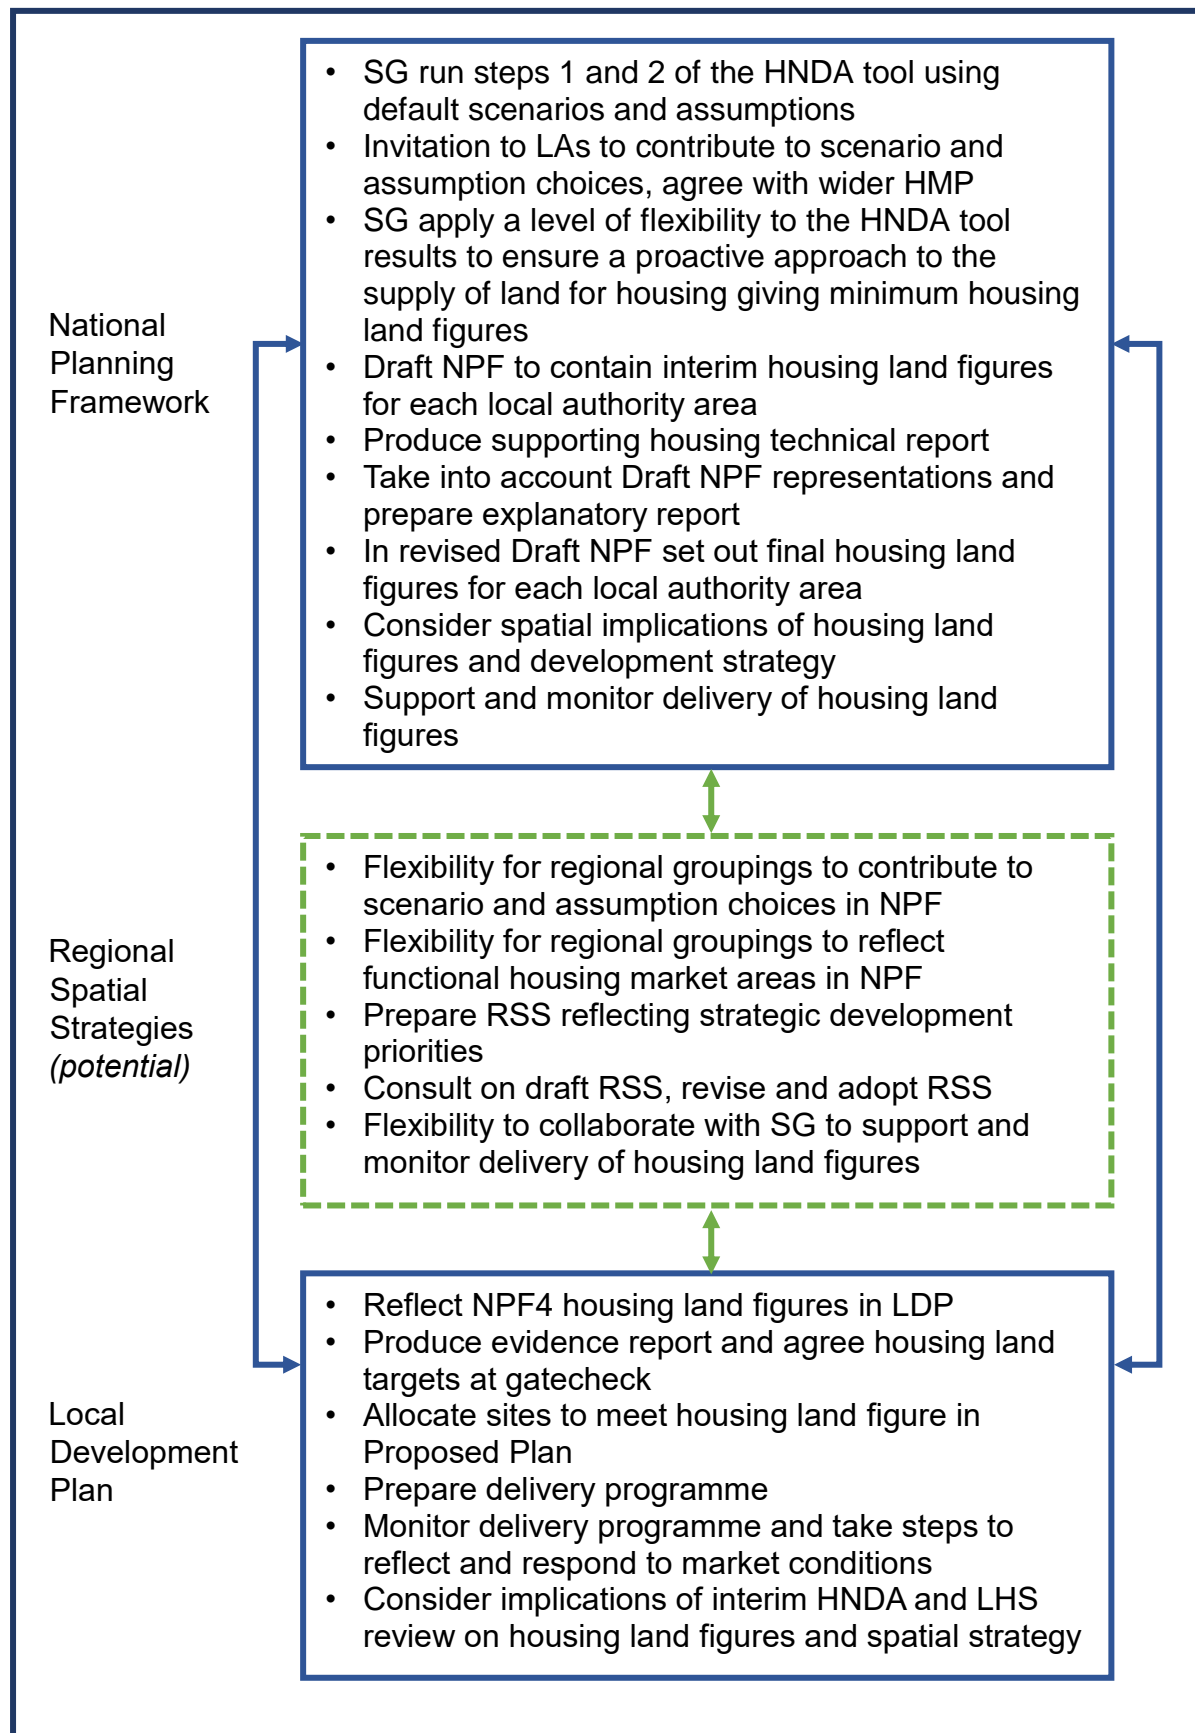 National
Planning
Framework
• SG run steps 1 and 2 of the HNDA tool using
default scenarios and assumptions
• Invitation to LAs to contribute to scenario and
assumption choices, agree with wider HMP
• SG apply a level of flexibility to the HNDA tool
results to ensure a proactive approach to the
supply of land for housing giving minimum housing
land figures
• Draft NPF to contain interim housing land figures
for each local authority area
• Produce supporting housing technical report
• Take into account Draft NPF representations and
prepare explanatory report
• In revised Draft NPF set out final housing land
figures for each local authority area
• Consider spatial implications of housing land
figures and development strategy
• Support and monitor delivery of housing land
figures
Regional
Spatial
Strategies
(potential)
• Flexibility for regional groupings to contribute to
scenario and assumption choices in NPF
• Flexibility for regional groupings to reflect
functional housing market areas in NPF
• Prepare RSS reflecting strategic development
priorities
• Consult on draft RSS, revise and adopt RSS
• Flexibility to collaborate with SG to support and
monitor delivery of housing land figures
Local
Development
Plan
• Reflect NPF4 housing land figures in LDP
• Produce evidence report and agree housing land
targets at gatecheck
• Allocate sites to meet housing land figure in
Proposed Plan
• Prepare delivery programme
• Monitor delivery programme and take steps to
reflect and respond to market conditions
• Consider implications of interim HNDA and LHS
review on housing land figures and spatial strategy